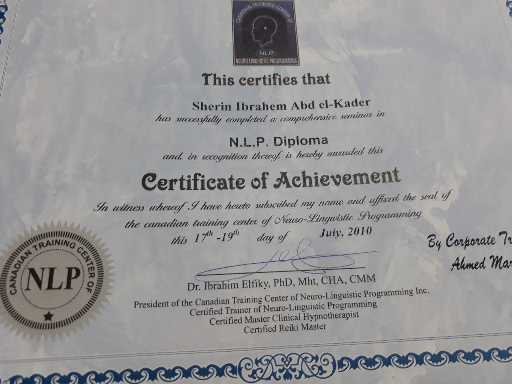 NLP
This certifies that
Sherin Ibrahem Abd el-Kader
has successfully completed a comprehensive seminar in
N.L.P. Diploma
and, in recognition thereof, is hereby awarded this
Certificate of Achievement
In witness whereof I have hereto subscribed my name and affixed the seal of
the canadian training center of Neuro-Linguistic Programming
this 17th -19th day of July, 2010
CANADIAN TRAINING CENTER OF
NLP
By Corporate Tr
Ahmed Mar
Dr. Ibrahim Elfiky, PhD, Mht, CHA, CMM
President of the Canadian Training Center of Neuro-Linguistic Programming Inc.
Certified Trainer of Neuro-Linguistic Programming
Certified Master Clinical Hypnotherapist
Certified Reiki Master